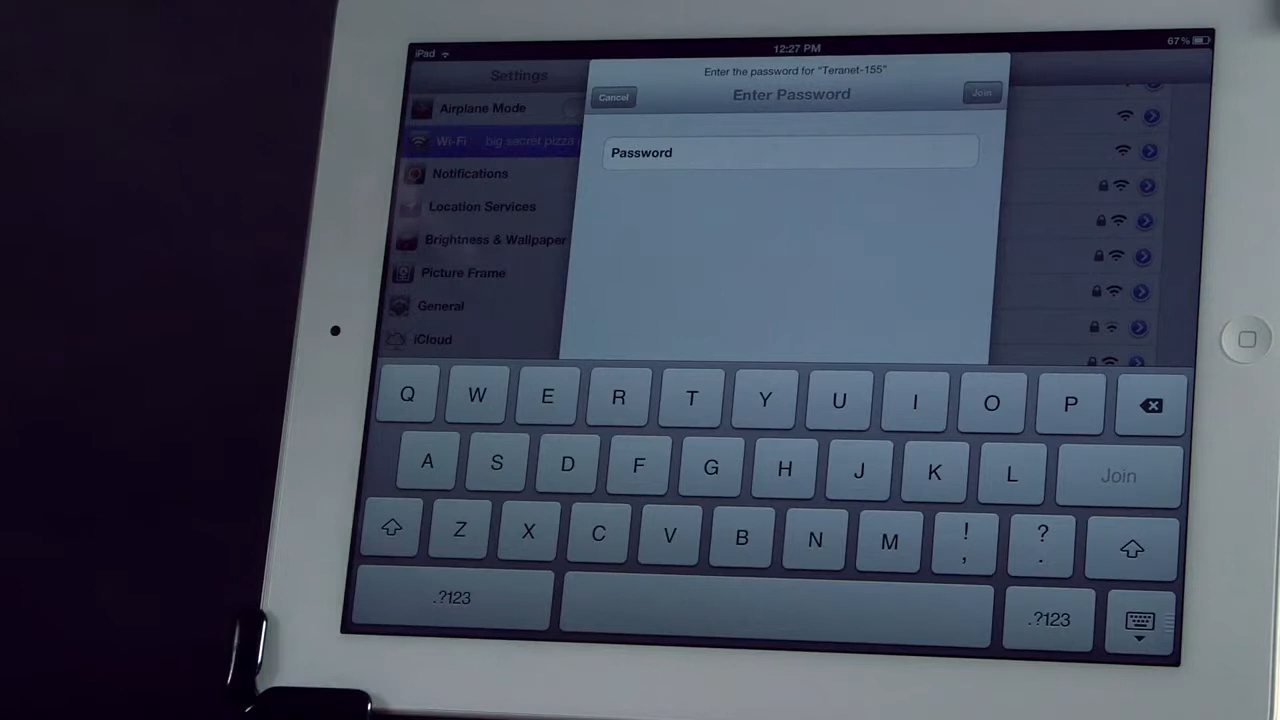 iPad 12:27 PM 67%
Settings
Enter the password for “Teranet-155”
Cancel Enter Password Join
Airplane Mode
Wi-Fi big secret pizza
Password
Notifications
Location Services
Brightness & Wallpaper
Picture Frame
General
iCloud
Q W E R T Y U I O P
A S D F G H J K L Join
Z X C V B N M ! , ? .
.?123 .?123